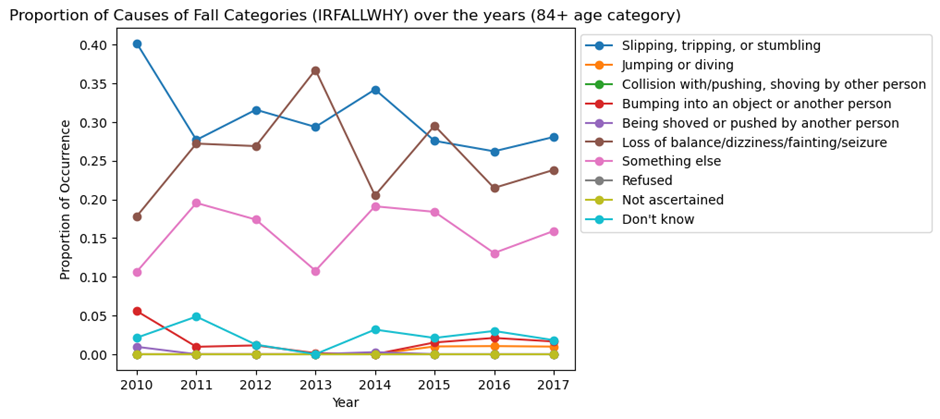 Proportion of Causes of Fall Categories (IRFALLWHY) over the years (84+ age category)
Proportion of Occurrence
0.40
0.35
0.30
0.25
0.20
0.15
0.10
0.05
0.00
2010 2011 2012 2013 2014 2015 2016 2017
Year
Slipping, tripping, or stumbling
Jumping or diving
Collision with/pushing, shoving by other person
Bumping into an object or another person
Being shoved or pushed by another person
Loss of balance/dizziness/fainting/seizure
Something else
Refused
Not ascertained
Don't know